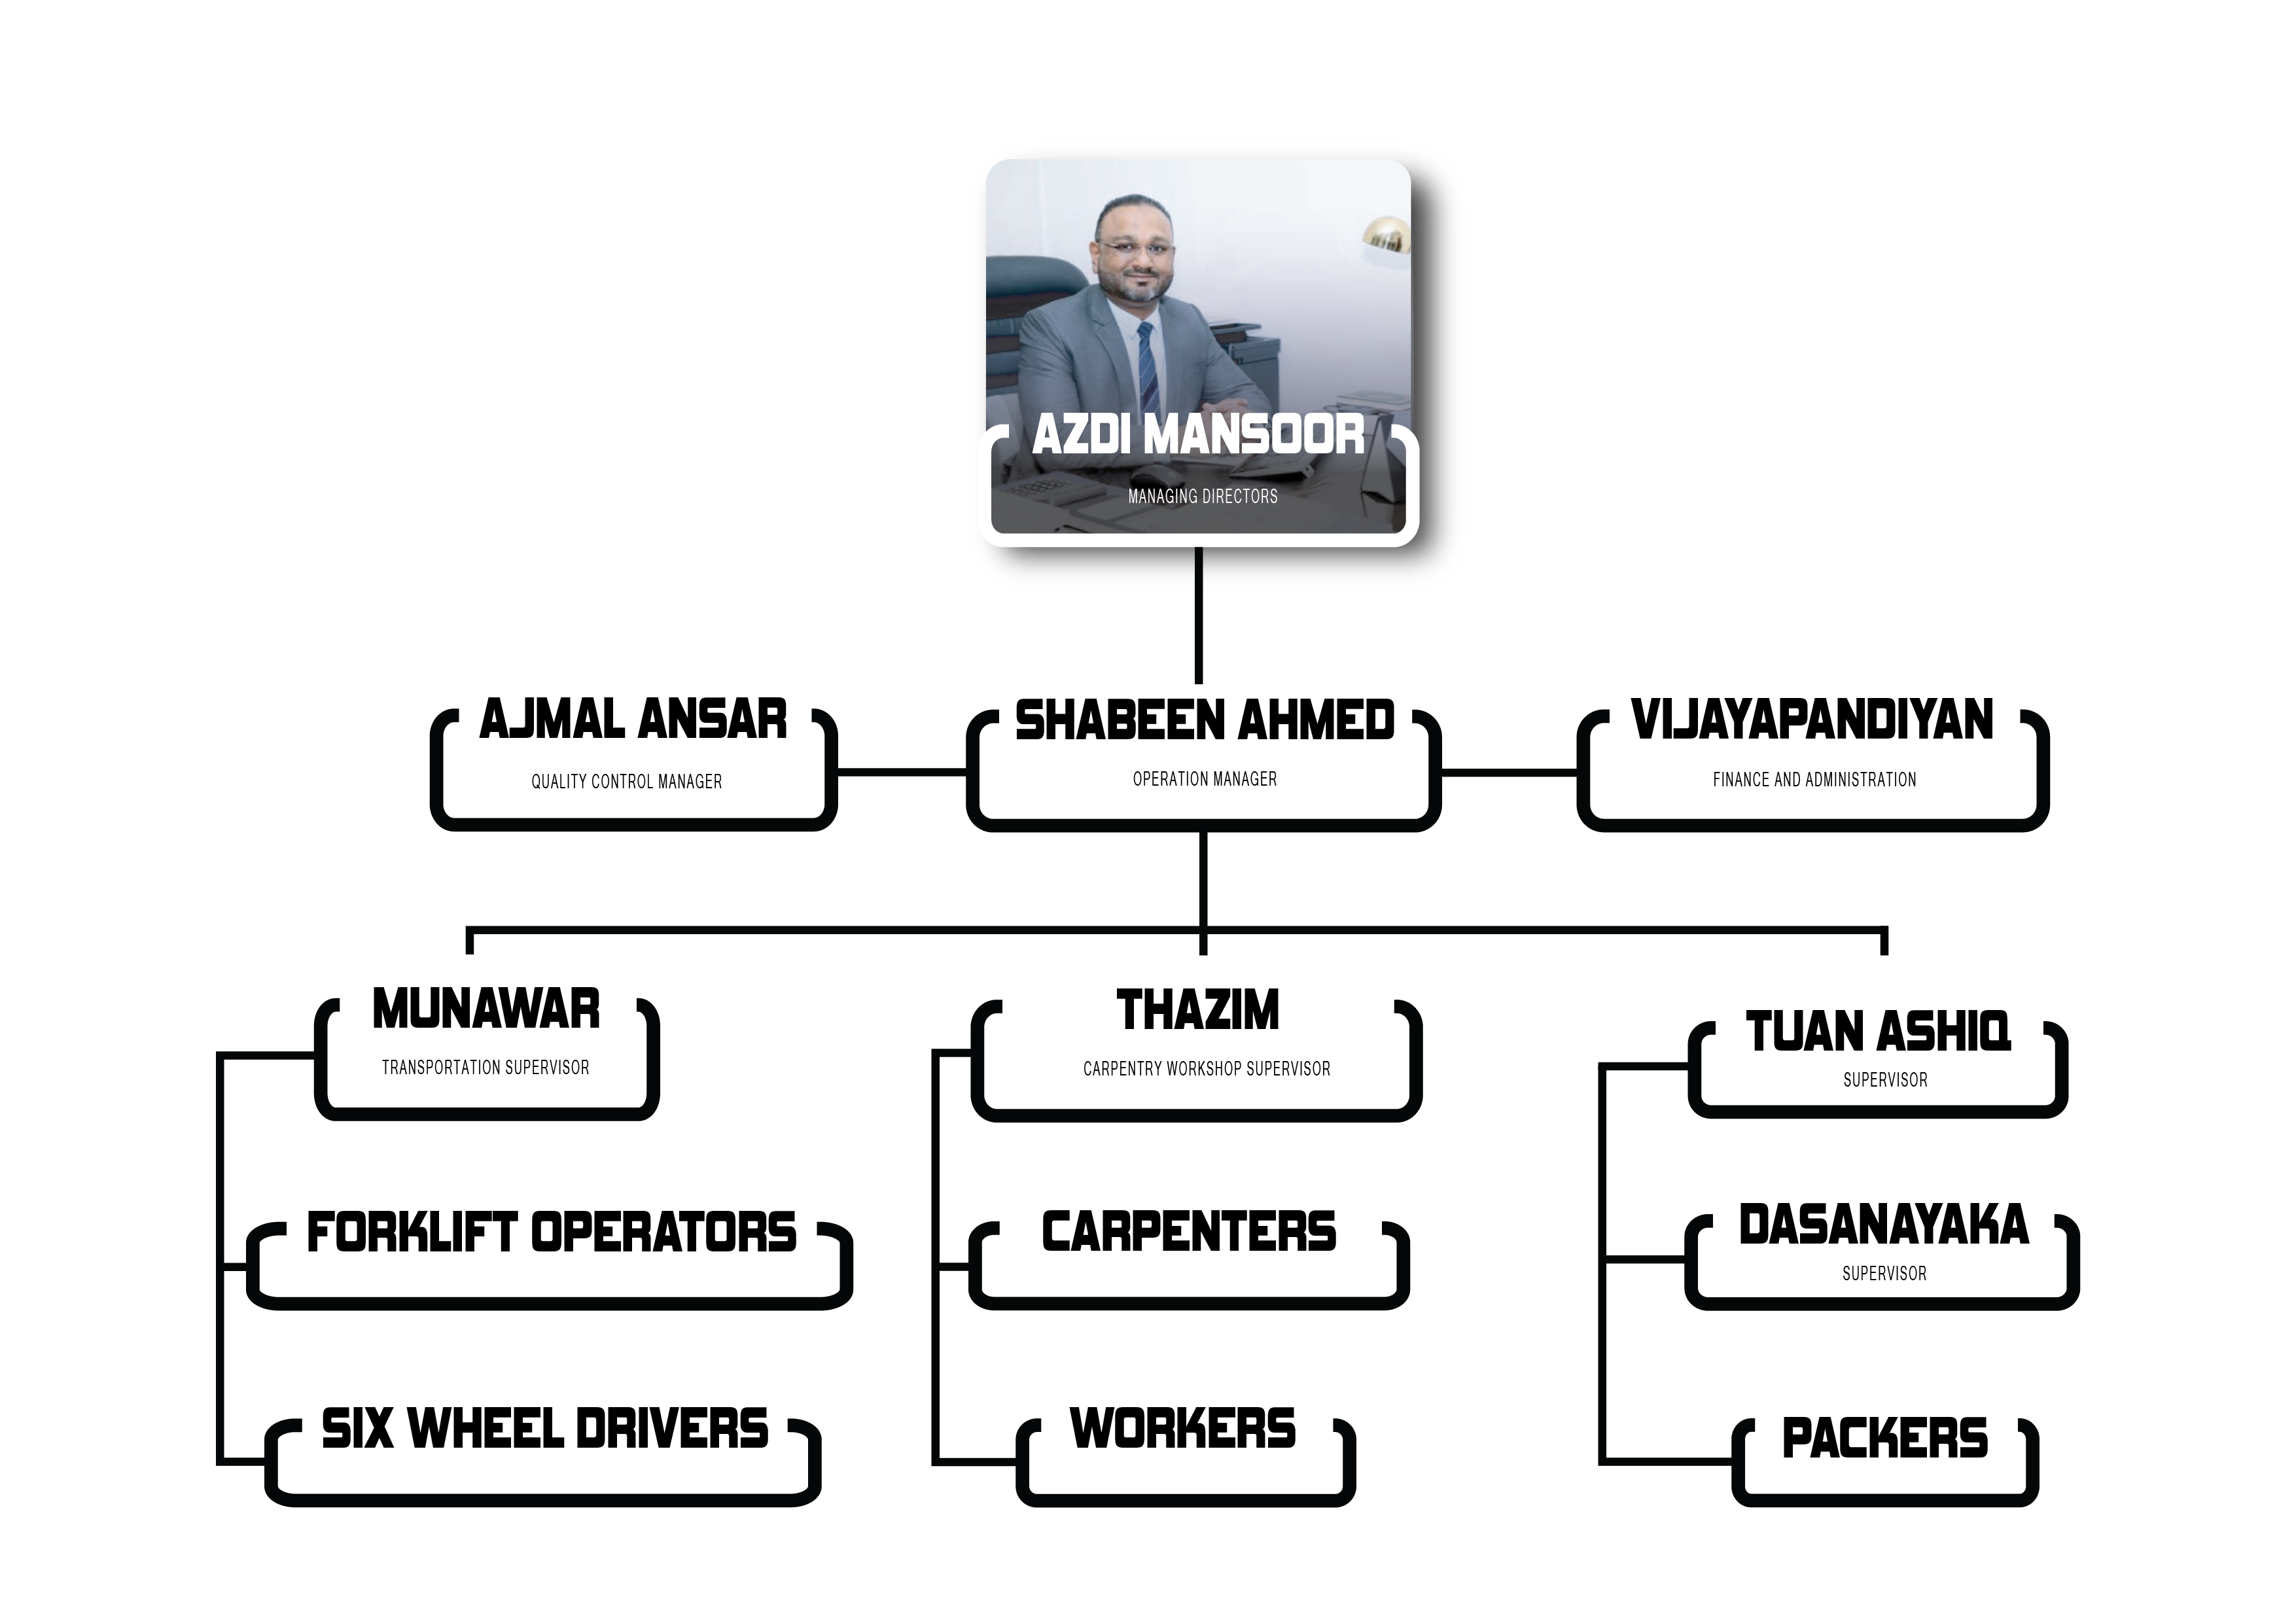 AZDI MANSOOR
MANAGING DIRECTORS
AJMAL ANSAR
QUALITY CONTROL MANAGER
SHABEEN AHMED
OPERATION MANAGER
VIJAYAPANDIYAN
FINANCE AND ADMINISTRATION
MUNAWAR
TRANSPORTATION SUPERVISOR
THAZIM
CARPENTRY WORKSHOP SUPERVISOR
TUAN ASHIQ
SUPERVISOR
FORKLIFT OPERATORS
CARPENTERS
DASANAYAKA
SUPERVISOR
SIX WHEEL DRIVERS
WORKERS
PACKERS